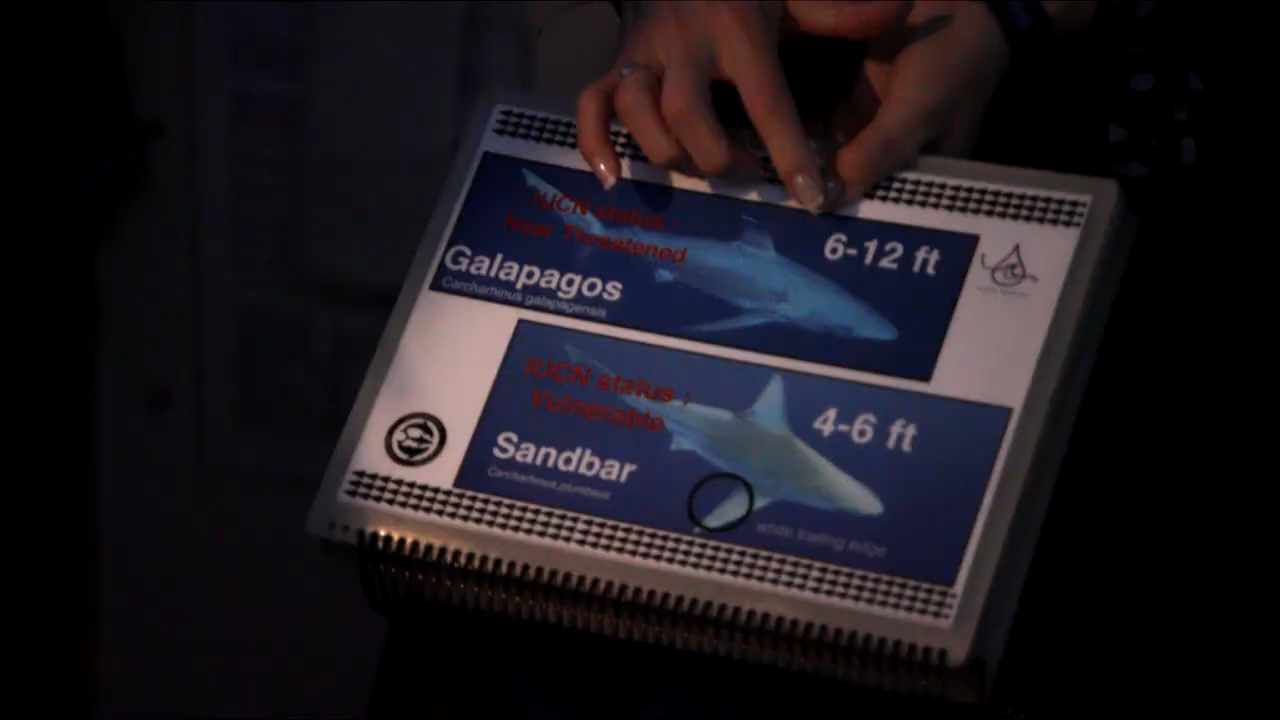 IUCN status :
Near Threatened
6-12 ft
Galapagos
Carcharhinus galapagensis
IUCN status :
Vulnerable
4-6 ft
Sandbar
Carcharhinus plumbeus
white trailing edge